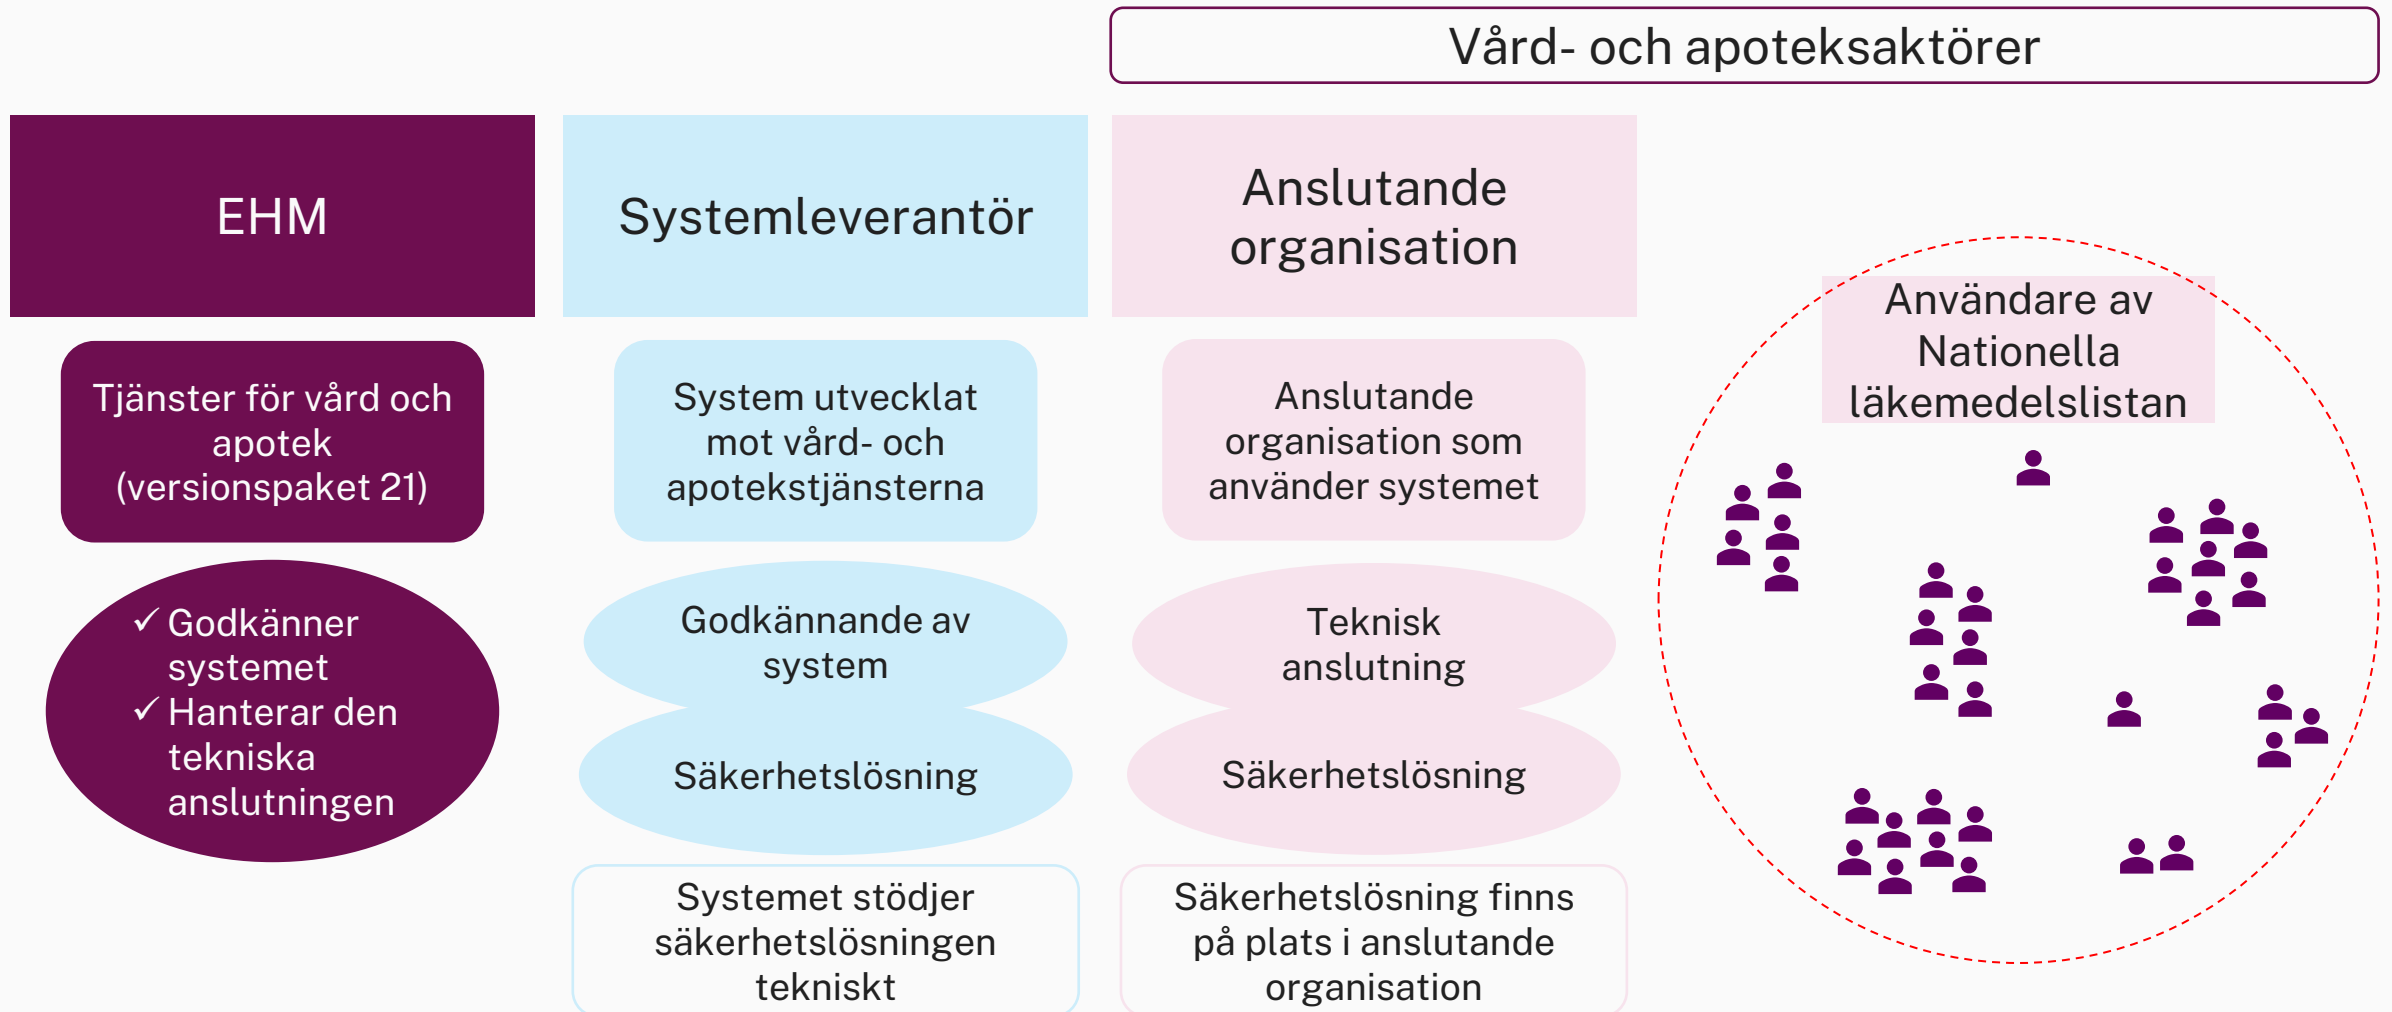 Vård- och apoteksaktörer
EHM
Tjänster för vård och
apotek
(versionspaket 21)
✓ Godkänner
systemet
✓ Hanterar den
tekniska
anslutningen
Systemleverantör
System utvecklat
mot vård- och
apotekstjänsterna
Godkännande av
system
Säkerhetslösning
Systemet stödjer
säkerhetslösningen
tekniskt
Anslutande
organisation
Anslutande
organisation som
använder systemet
Teknisk
anslutning
Säkerhetslösning
Säkerhetslösning finns
på plats i anslutande
organisation
Användare av
Nationella
läkemedelslistan